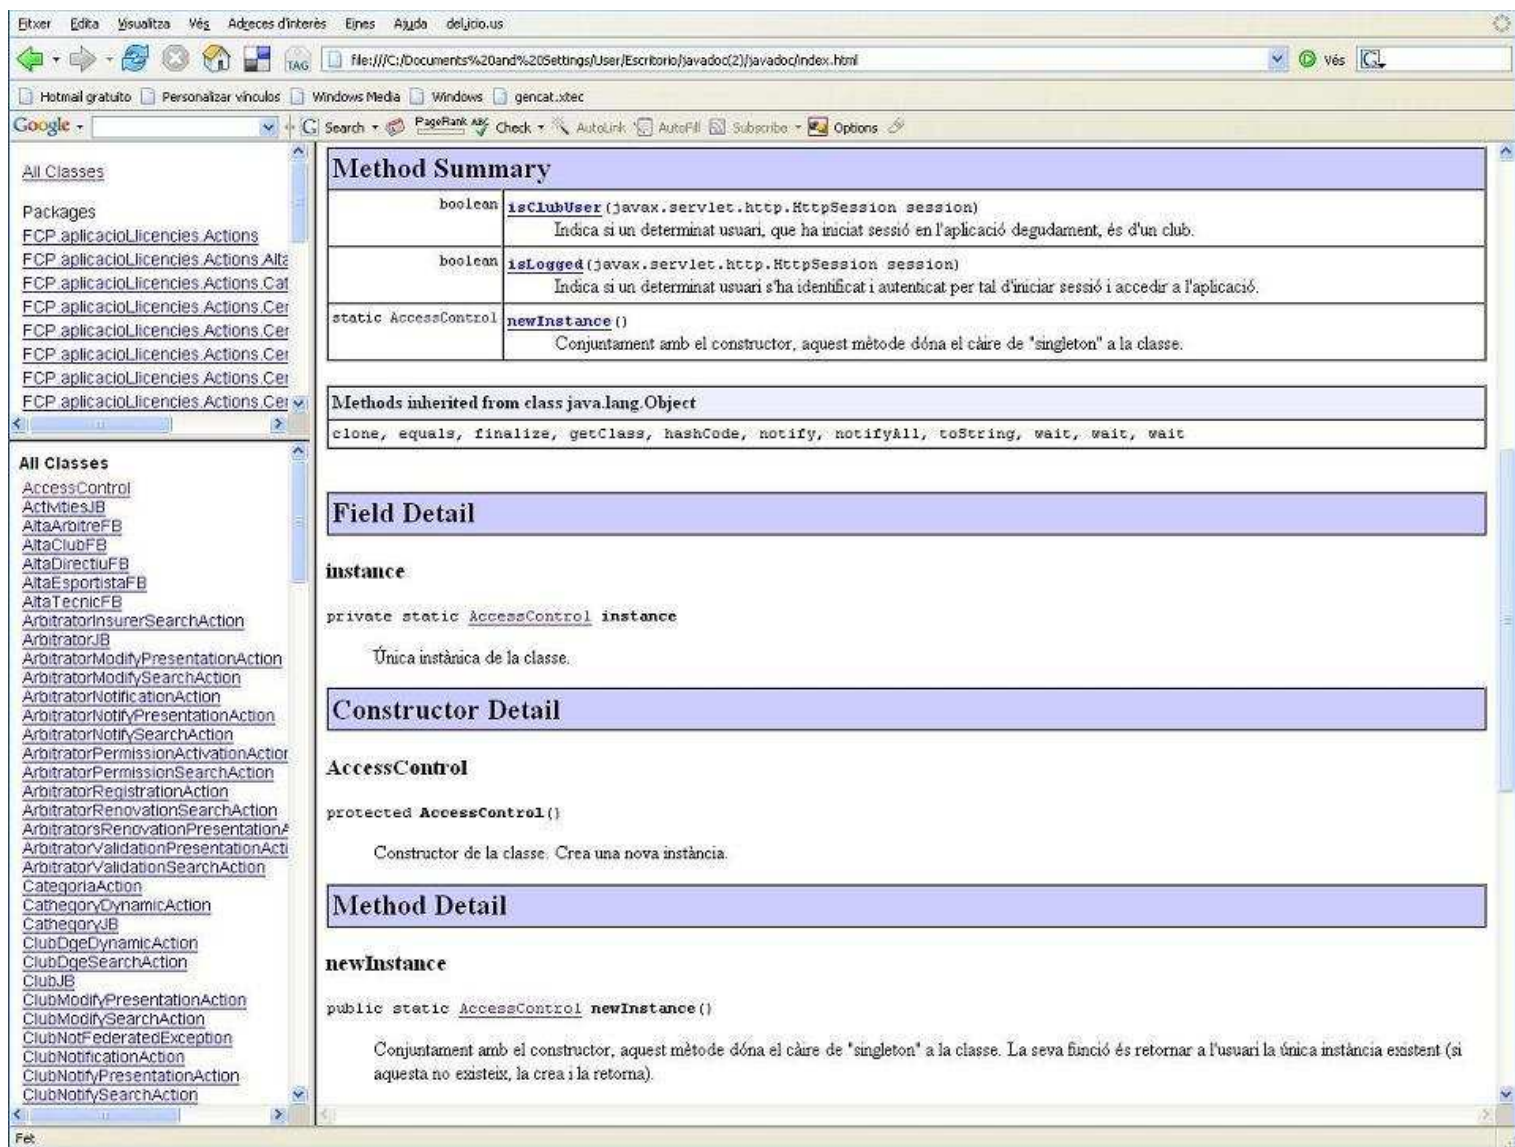 Fitxer Edita Visualitza Vés Adreces d'interès Eines Ajuda del.icio.us
TAG file:///C:/Documents%20and%20Settings/User/Escritorio/javadoc(2)/javadoc/index.html Vés
Hotmail gratuito Personalizar vínculos Windows Media Windows gencat.xtec
Google Search PageRank ABC Check AutoLink AutoFill Subscribe Options
All Classes
Packages
FCP.aplicacioLlicencies.Actions
FCP.aplicacioLlicencies.Actions.Alta
FCP.aplicacioLlicencies.Actions.Cat
FCP.aplicacioLlicencies.Actions.Cer
FCP.aplicacioLlicencies.Actions.Cer
FCP.aplicacioLlicencies.Actions.Cer
FCP.aplicacioLlicencies.Actions.Cer
FCP.aplicacioLlicencies.Actions.Cer
All Classes
AccessControl
ActivitiesJB
AltaArbitreFB
AltaClubFB
AltaDirectiuFB
AltaEsportistaFB
AltaTecnicFB
ArbitratorInsurerSearchAction
ArbitratorJB
ArbitratorModifyPresentationAction
ArbitratorModifySearchAction
ArbitratorNotificationAction
ArbitratorNotifyPresentationAction
ArbitratorNotifySearchAction
ArbitratorPermissionActivationAction
ArbitratorPermissionSearchAction
ArbitratorRegistrationAction
ArbitratorRenovationSearchAction
ArbitratorsRenovationPresentationA
ArbitratorValidationPresentationActi
ArbitratorValidationSearchAction
CategoriaAction
CathegoryDynamicAction
CathegoryJB
ClubDgeDynamicAction
ClubDgeSearchAction
ClubJB
ClubModifyPresentationAction
ClubModifySearchAction
ClubNotFederatedException
ClubNotificationAction
ClubNotifyPresentationAction
ClubNotifySearchAction
Method Summary
boolean isClubUser(javax.servlet.http.HttpSession session)
Indica si un determinat usuari, que ha iniciat sessió en l'aplicació degudament, és d'un club.
boolean isLogged(javax.servlet.http.HttpSession session)
Indica si un determinat usuari s'ha identificat i autenticat per tal d'iniciar sessió i accedir a l'aplicació.
static AccessControl newInstance()
Conjuntament amb el constructor, aquest mètode dóna el càire de "singleton" a la classe.
Methods inherited from class java.lang.Object
clone, equals, finalize, getClass, hashCode, notify, notifyAll, toString, wait, wait, wait
Field Detail
instance
private static AccessControl instance
Única instànica de la classe.
Constructor Detail
AccessControl
protected AccessControl()
Constructor de la classe. Crea una nova instància.
Method Detail
newInstance
public static AccessControl newInstance()
Conjuntament amb el constructor, aquest mètode dóna el càire de "singleton" a la classe. La seva funció és retornar a l'usuari la única instància existent (si
aquesta no existeix, la crea i la retorna).
Fet